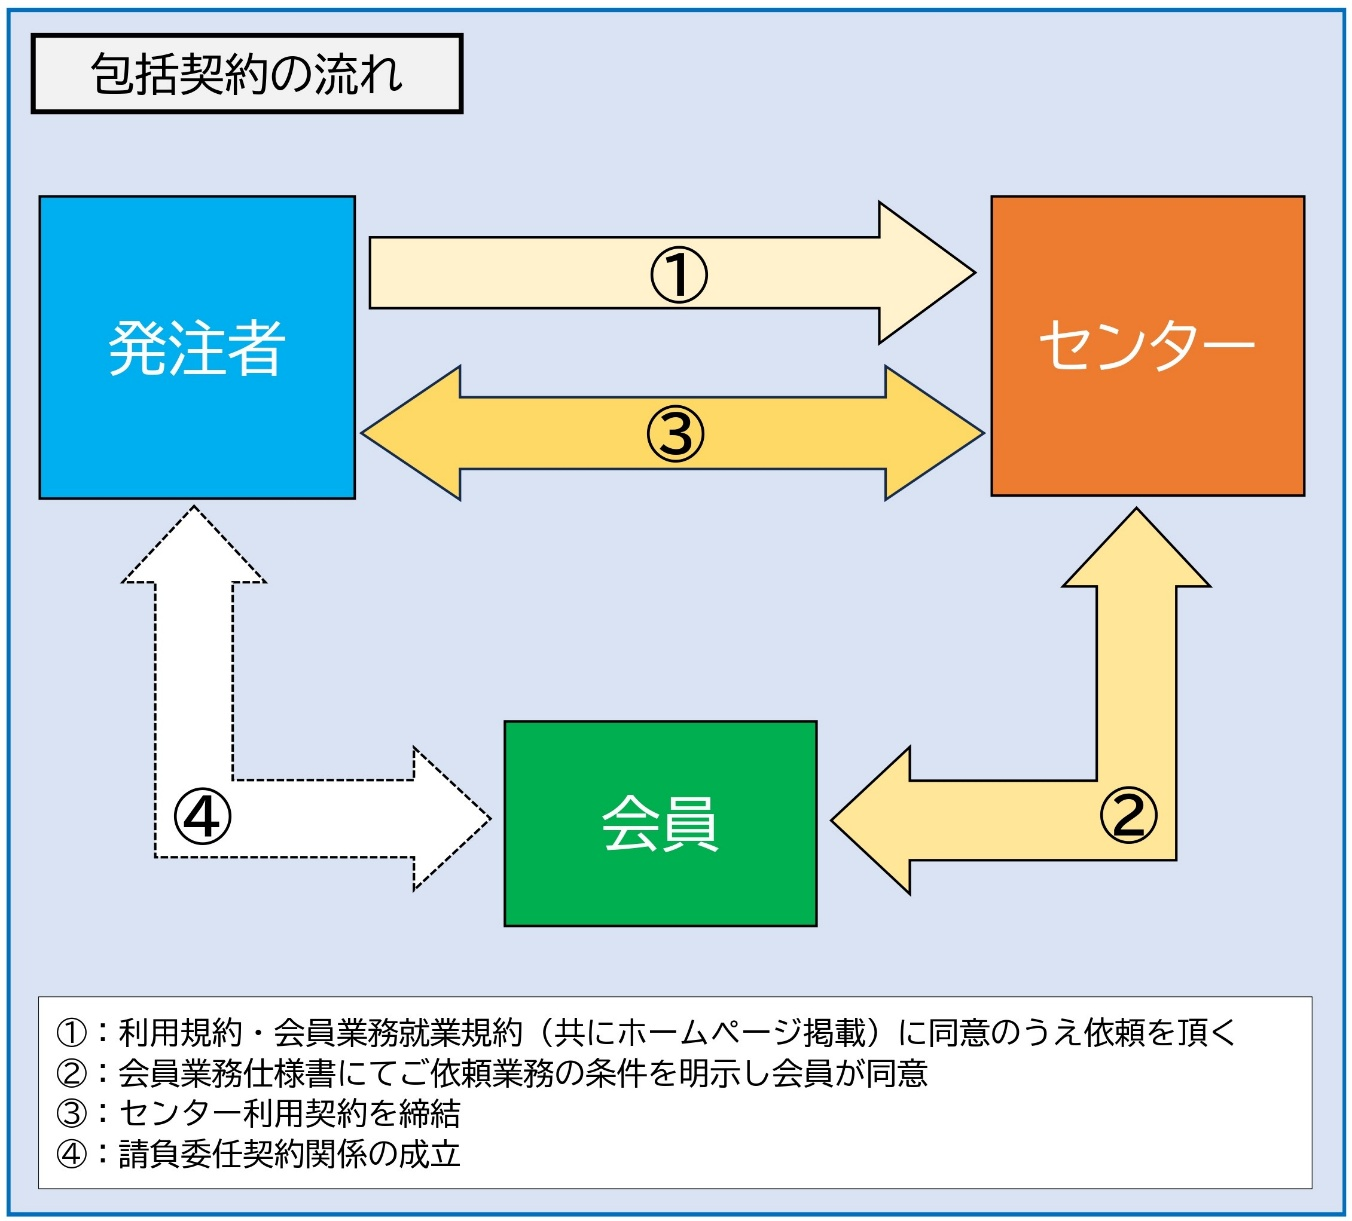 包括契約の流れ
発注者
①
センター
③
④
会員
②
①：利用規約・会員業務就業規約（共にホームページ掲載）に同意のうえ依頼を頂く
②：会員業務仕様書にてご依頼業務の条件を明示し会員が同意
③：センター利用契約を締結
④：請負委任契約関係の成立